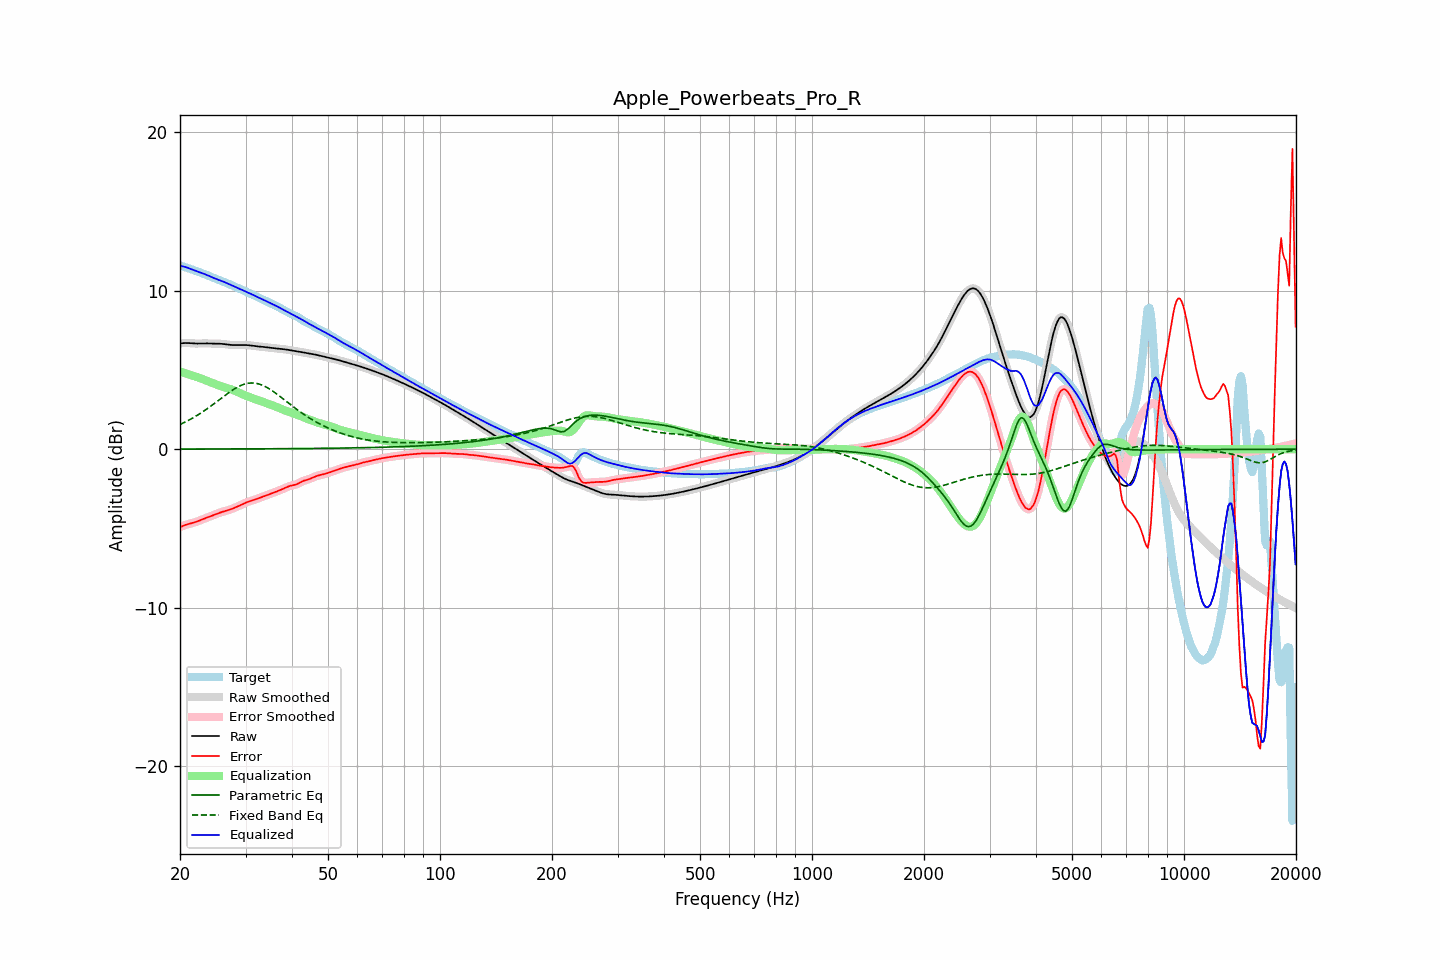 Apple_Powerbeats_Pro_R
Amplitude (dBr)
20
10
0
−10
−20
Target
Raw Smoothed
Error Smoothed
Raw
Error
Equalization
Parametric Eq
Fixed Band Eq
Equalized
20 50 100 200 500 1000 2000 5000 10000 20000
Frequency (Hz)